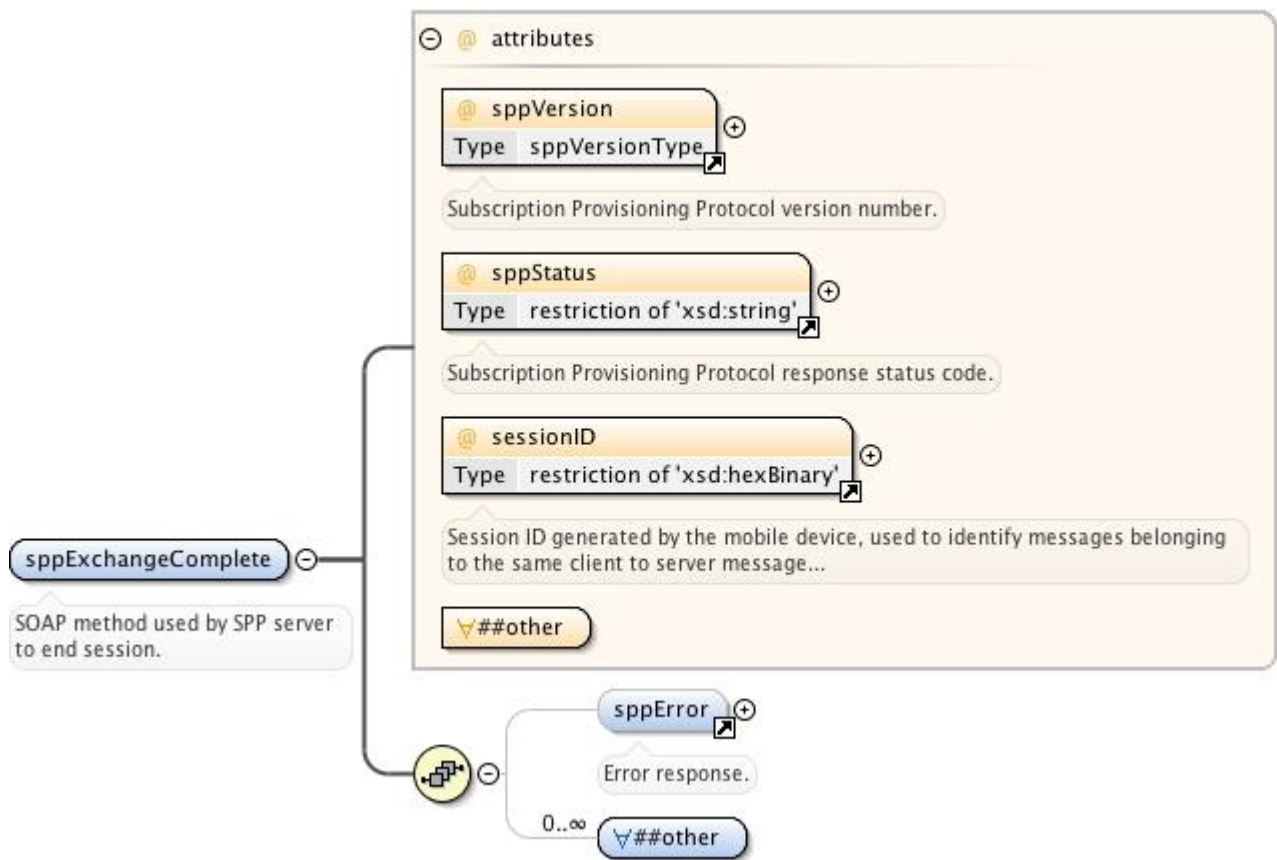 attributes
@ sppVersion
Type sppVersionType
Subscription Provisioning Protocol version number.
@ sppStatus
Type restriction of 'xsd:string'
Subscription Provisioning Protocol response status code.
@ sessionID
Type restriction of 'xsd:hexBinary'
Session ID generated by the mobile device, used to identify messages belonging
to the same client to server message...
∀##other
sppExchangeComplete
SOAP method used by SPP server
to end session.
sppError
Error response.
0..∞
∀##other